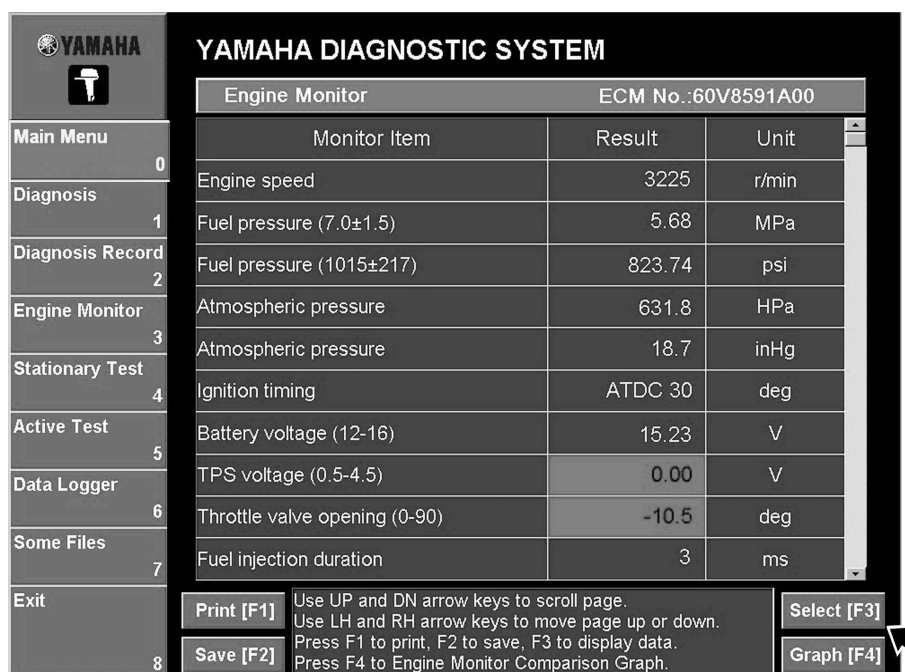 YAMAHA
YAMAHA DIAGNOSTIC SYSTEM
Engine Monitor ECM No.:60V8591A00
Main Menu
0
Diagnosis
1
Diagnosis Record
2
Engine Monitor
3
Stationary Test
4
Active Test
5
Data Logger
6
Some Files
7
Exit
8
Monitor Item Result Unit
Engine speed 3225 r/min
Fuel pressure (7.0±1.5) 5.68 MPa
Fuel pressure (1015±217) 823.74 psi
Atmospheric pressure 631.8 HPa
Atmospheric pressure 18.7 inHg
Ignition timing ATDC 30 deg
Battery voltage (12-16) 15.23 V
TPS voltage (0.5-4.5) 0.00 V
Throttle valve opening (0-90) -10.5 deg
Fuel injection duration 3 ms
Print [F1]
Save [F2]
Use UP and DN arrow keys to scroll page.
Use LH and RH arrow keys to move page up or down.
Press F1 to print, F2 to save, F3 to display data.
Press F4 to Engine Monitor Comparison Graph.
Select [F3]
Graph [F4]